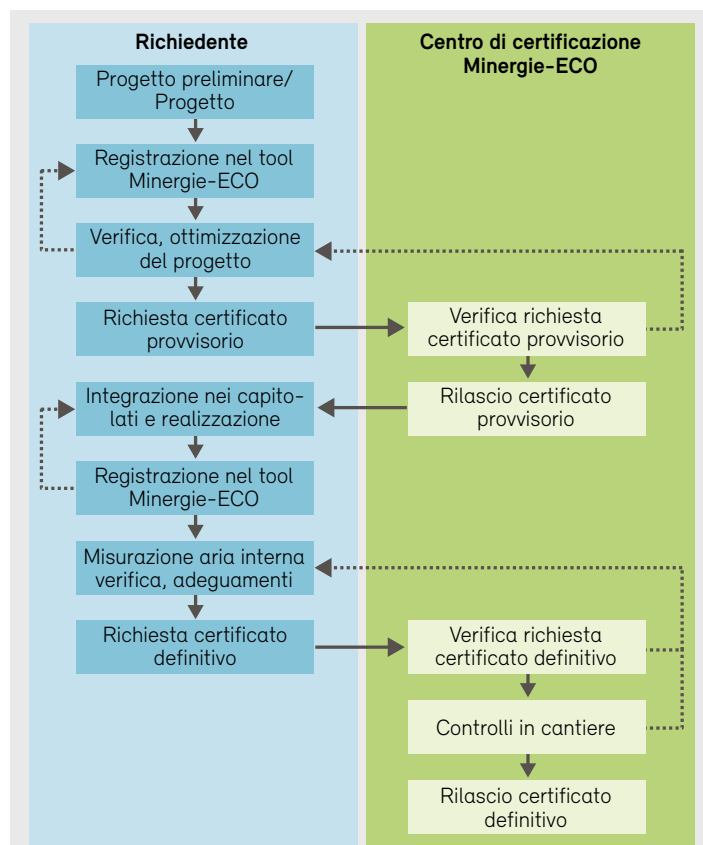 Richiedente
Centro di certificazione
Minergie-ECO
Progetto preliminare/
Progetto
Registrazione nel tool
Minergie-ECO
Verifica, ottimizzazione
del progetto
Richiesta certificato
provvisorio
Verifica richiesta
certificato provvisorio
Rilascio certificato
provvisorio
Integrazione nei capito-
lati e realizzazione
Registrazione nel tool
Minergie-ECO
Misurazione aria interna
verifica, adeguamenti
Richiesta certificato
definitivo
Verifica richiesta
certificato definitivo
Controlli in cantiere
Rilascio certificato
definitivo